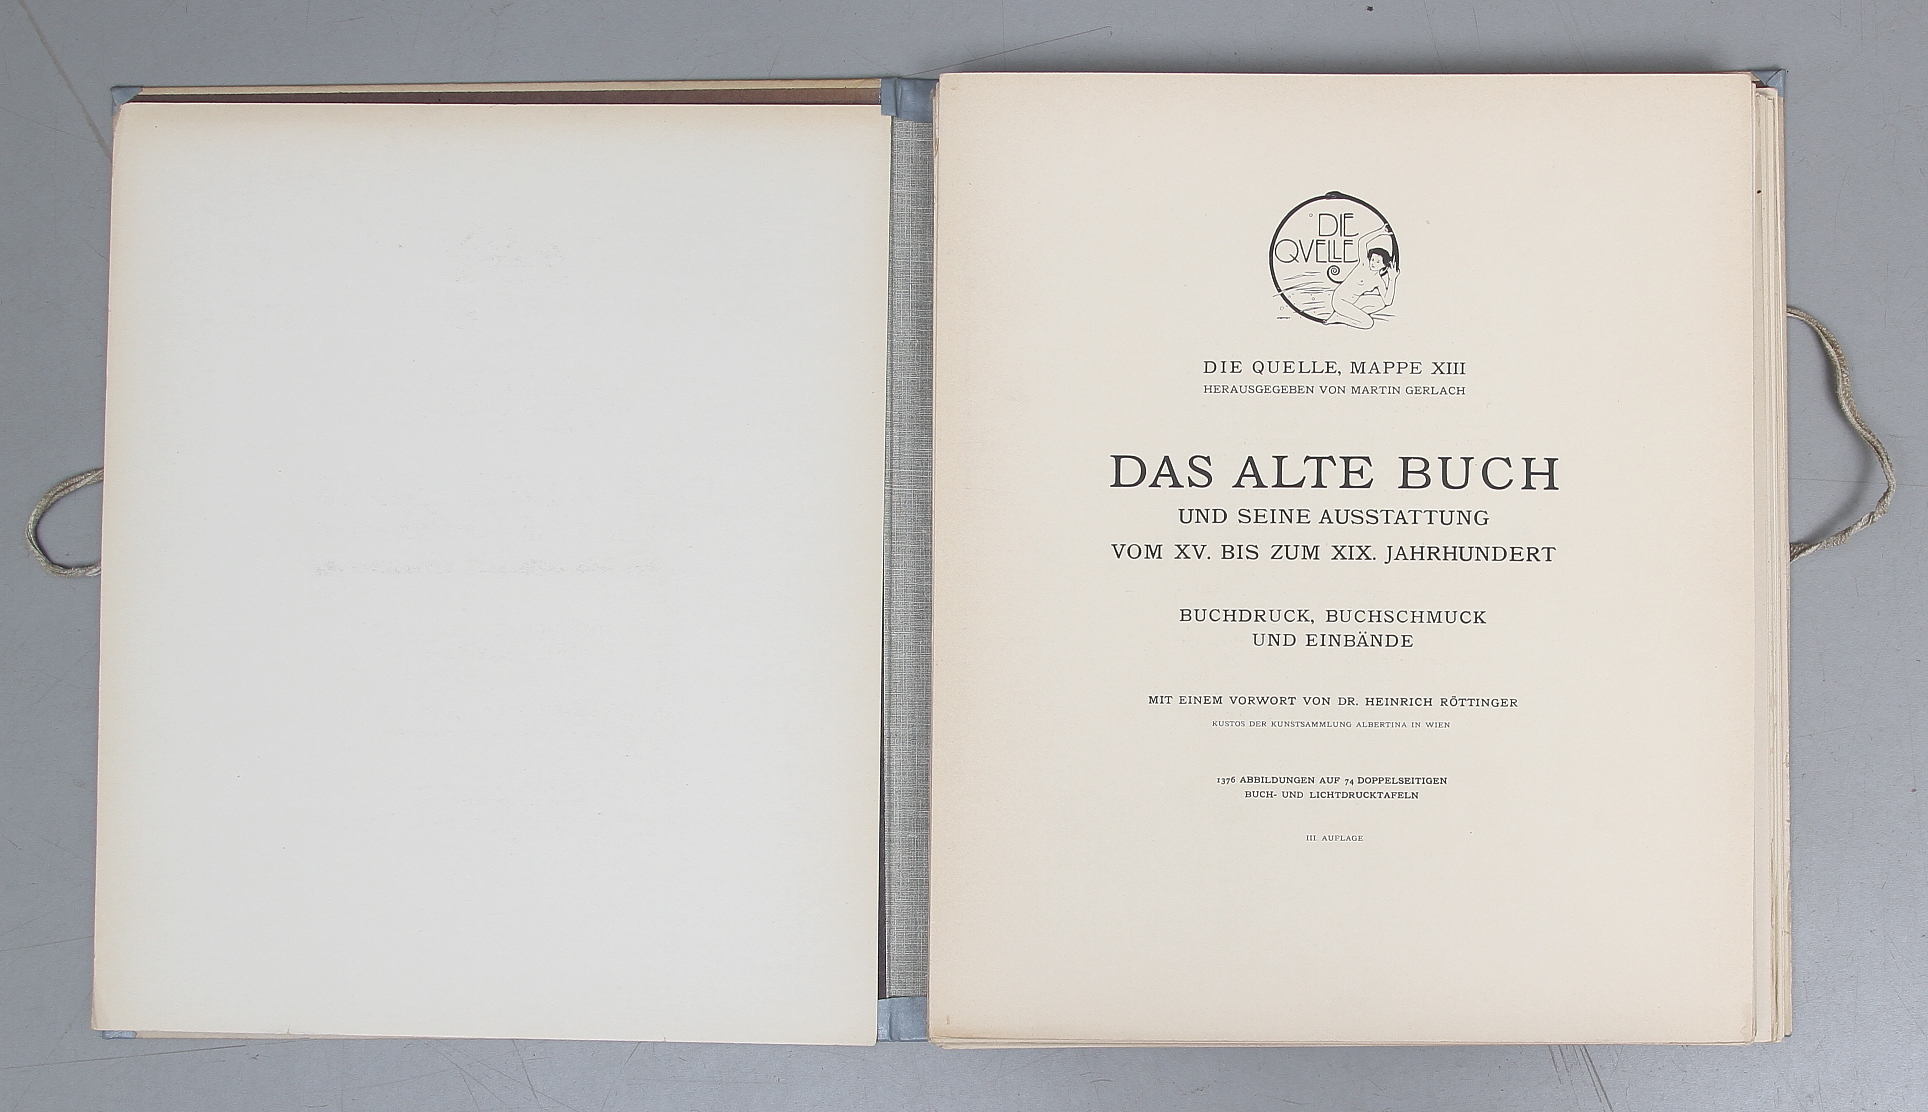 DIE
QVELLE
DIE QUELLE, MAPPE XIII
HERAUSGEGEBEN VON MARTIN GERLACH
DAS ALTE BUCH
UND SEINE AUSSTATTUNG
VOM XV. BIS ZUM XIX. JAHRHUNDERT
BUCHDRUCK, BUCHSCHMUCK
UND EINBÄNDE
MIT EINEM VORWORT VON DR. HEINRICH RÖTTINGER
KUSTOS DER KUNSTSAMMLUNG ALBERTINA IN WIEN
1376 ABBILDUNGEN AUF 74 DOPPELSEITIGEN
BUCH- UND LICHTDRUCKTAFELN
III. AUFLAGE